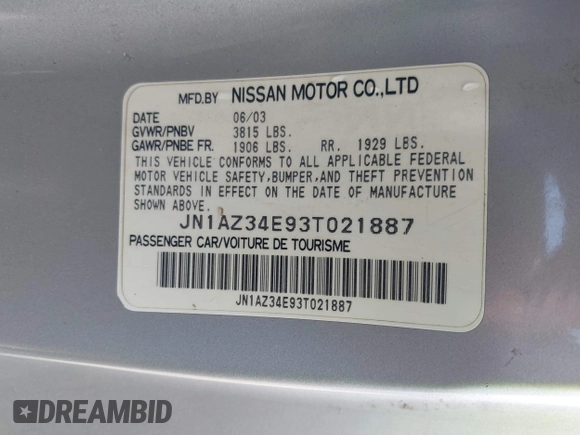 MFD.BY NISSAN MOTOR CO.,LTD
DATE 06/03
GVWR/PNBV 3815 LBS.
GAWR/PNBE FR. 1906 LBS. RR. 1929 LBS.
THIS VEHICLE CONFORMS TO ALL APPLICABLE FEDERAL
MOTOR VEHICLE SAFETY,BUMPER,AND THEFT PREVENTION
STANDARDS IN EFFECT ON THE DATE OF MANUFACTURE
SHOWN ABOVE.
JN1AZ34E93T021887
PASSENGER CAR/VOITURE DE TOURISME
JN1AZ34E93T021887
DREAMBID